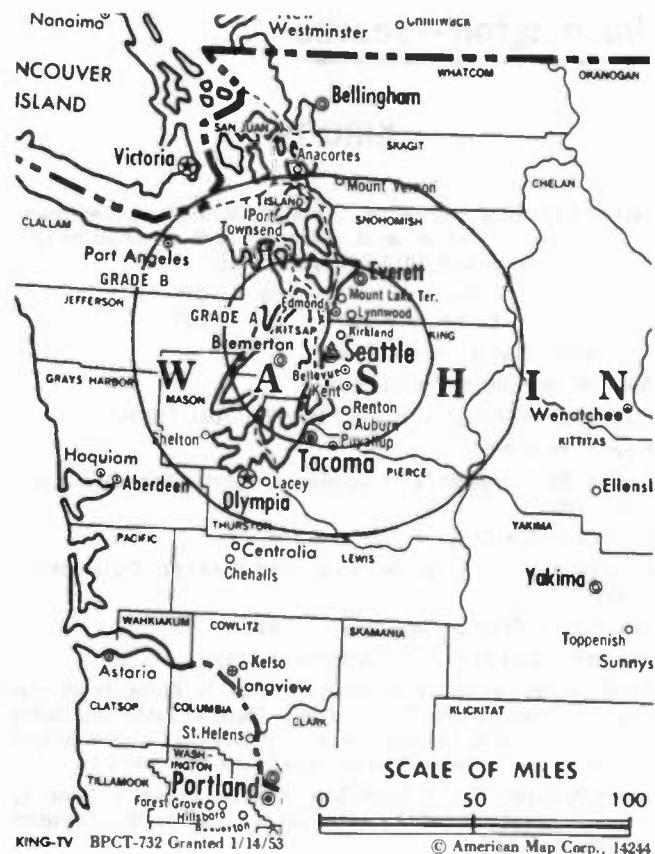 Nanaimo
New
Westminster
Chilliwack
WHATCOM
OKANOGAN
NCOUVER
ISLAND
Bellingham
SAN JUAN
SKAGIT
Victoria
Anacortes
CHELAN
Mount Vernon
ISLAND
SNOHOMISH
CLALLAM
Port
Townsend
Port Angeles
Everett
GRADE B
Mount Lake Ter.
JEFFERSON
GRADE A
Edmonds
Lynnwood
KITSAP
Kirkland
KING
Bremerton
Seattle
W A S H I N
GRAYS HARBOR
MASON
Bellevue
Kent
Renton
Wenatchee
Auburn
Shelton
Puyallup
KITTITAS
Hoquiam
Tacoma
PIERCE
Aberdeen
Lacey
Olympia
Ellensb
THURSTON
YAKIMA
PACIFIC
Centralia
LEWIS
Chehalls
Yakima
WAHKIAKUM
COWLITZ
SKAMANIA
Toppenish
Sunnys
Astoria
Kelso
Longview
CLATSOP
COLUMBIA
KLICKITAT
CLARK
St. Helens
WASH-
INGTON
TILLAMOOK
Portland
SCALE OF MILES
Forest Grove
0 50 100
Hillsboro
Beaverton
KING-TV BPCT-732 Granted 1/14/53
© American Map Corp., 14244